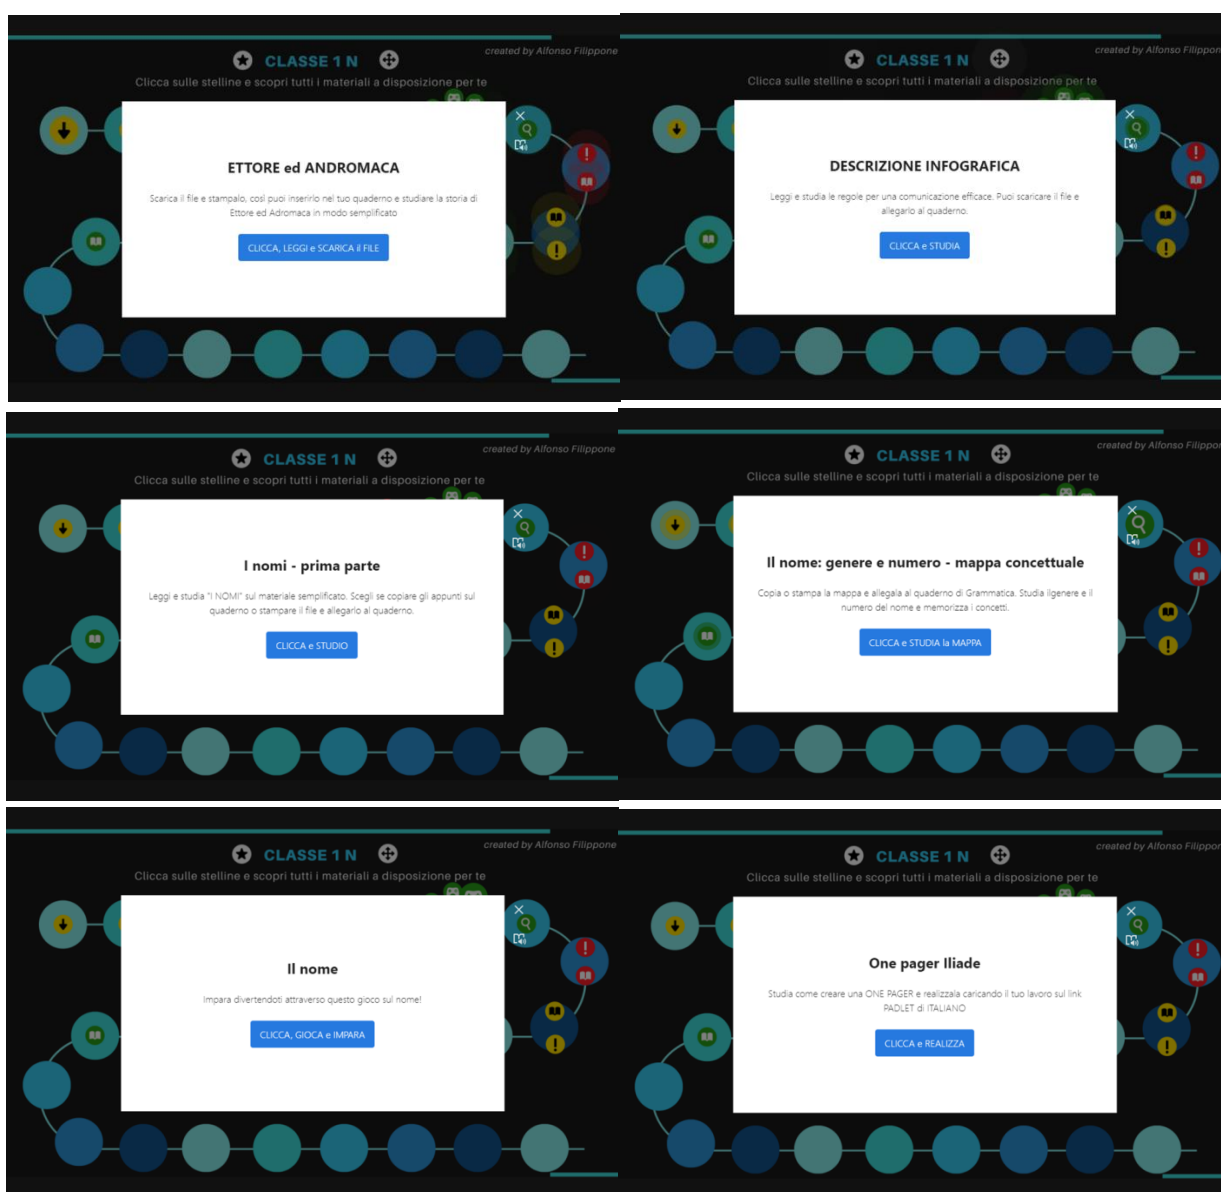 created by Alfonso Filippone
CLASSE 1 N
Clicca sulle stelline e scopri tutti i materiali a disposizione per te
ETTORE ed ANDROMACA
Scarica il file e stampalo, così puoi inserirlo nel tuo quaderno e studiare la storia di
Ettore ed Adromaca in modo semplificato
CLICCA, LEGGI e SCARICA il FILE
created by Alfonso Filippon
CLASSE 1 N
Clicca sulle stelline e scopri tutti i materiali a disposizione per te
DESCRIZIONE INFOGRAFICA
Leggi e studia le regole per una comunicazione efficace. Puoi scaricare il file e
allegarlo al quaderno.
CLICCA e STUDIA
created by Alfonso Filippone
CLASSE 1 N
Clicca sulle stelline e scopri tutti i materiali a disposizione per te
I nomi - prima parte
Leggi e studia "I NOMI" sul materiale semplificato. Scegli se copiare gli appunti sul
quaderno o stampare il file e allegarlo al quaderno.
CLICCA e STUDIO
created by Alfonso Filippor
CLASSE 1 N
Clicca sulle stelline e scopri tutti i materiali a disposizione per te
Il nome: genere e numero - mappa concettuale
Copia o stampa la mappa e allegala al quaderno di Grammatica. Studia ilgenere e il
numero del nome e memorizza i concetti.
CLICCA e STUDIA la MAPPA
created by Alfonso Filippone
CLASSE 1 N
Clicca sulle stelline e scopri tutti i materiali a disposizione per te
Il nome
Impara divertendoti attraverso questo gioco sul nome!
CLICCA, GIOCA e IMPARA
created by Alfonso Filippon
CLASSE 1 N
Clicca sulle stelline e scopri tutti i materiali a disposizione per te
One pager Iliade
Studia come creare una ONE PAGER e realizzala caricando il tuo lavoro sul link
PADLET di ITALIANO
CLICCA e REALIZZA